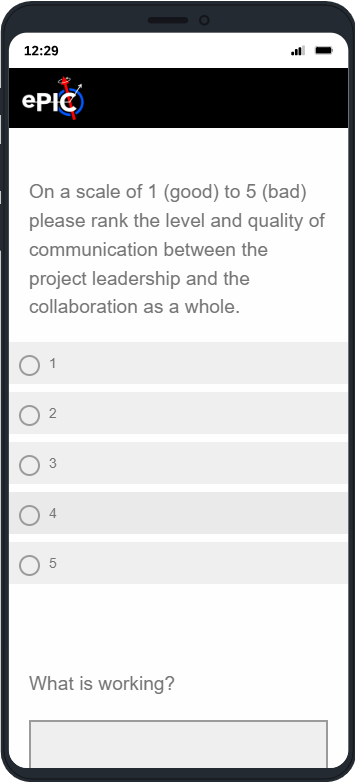 12:29
ePIC
On a scale of 1 (good) to 5 (bad)
please rank the level and quality of
communication between the
project leadership and the
collaboration as a whole.
1
2
3
4
5
What is working?